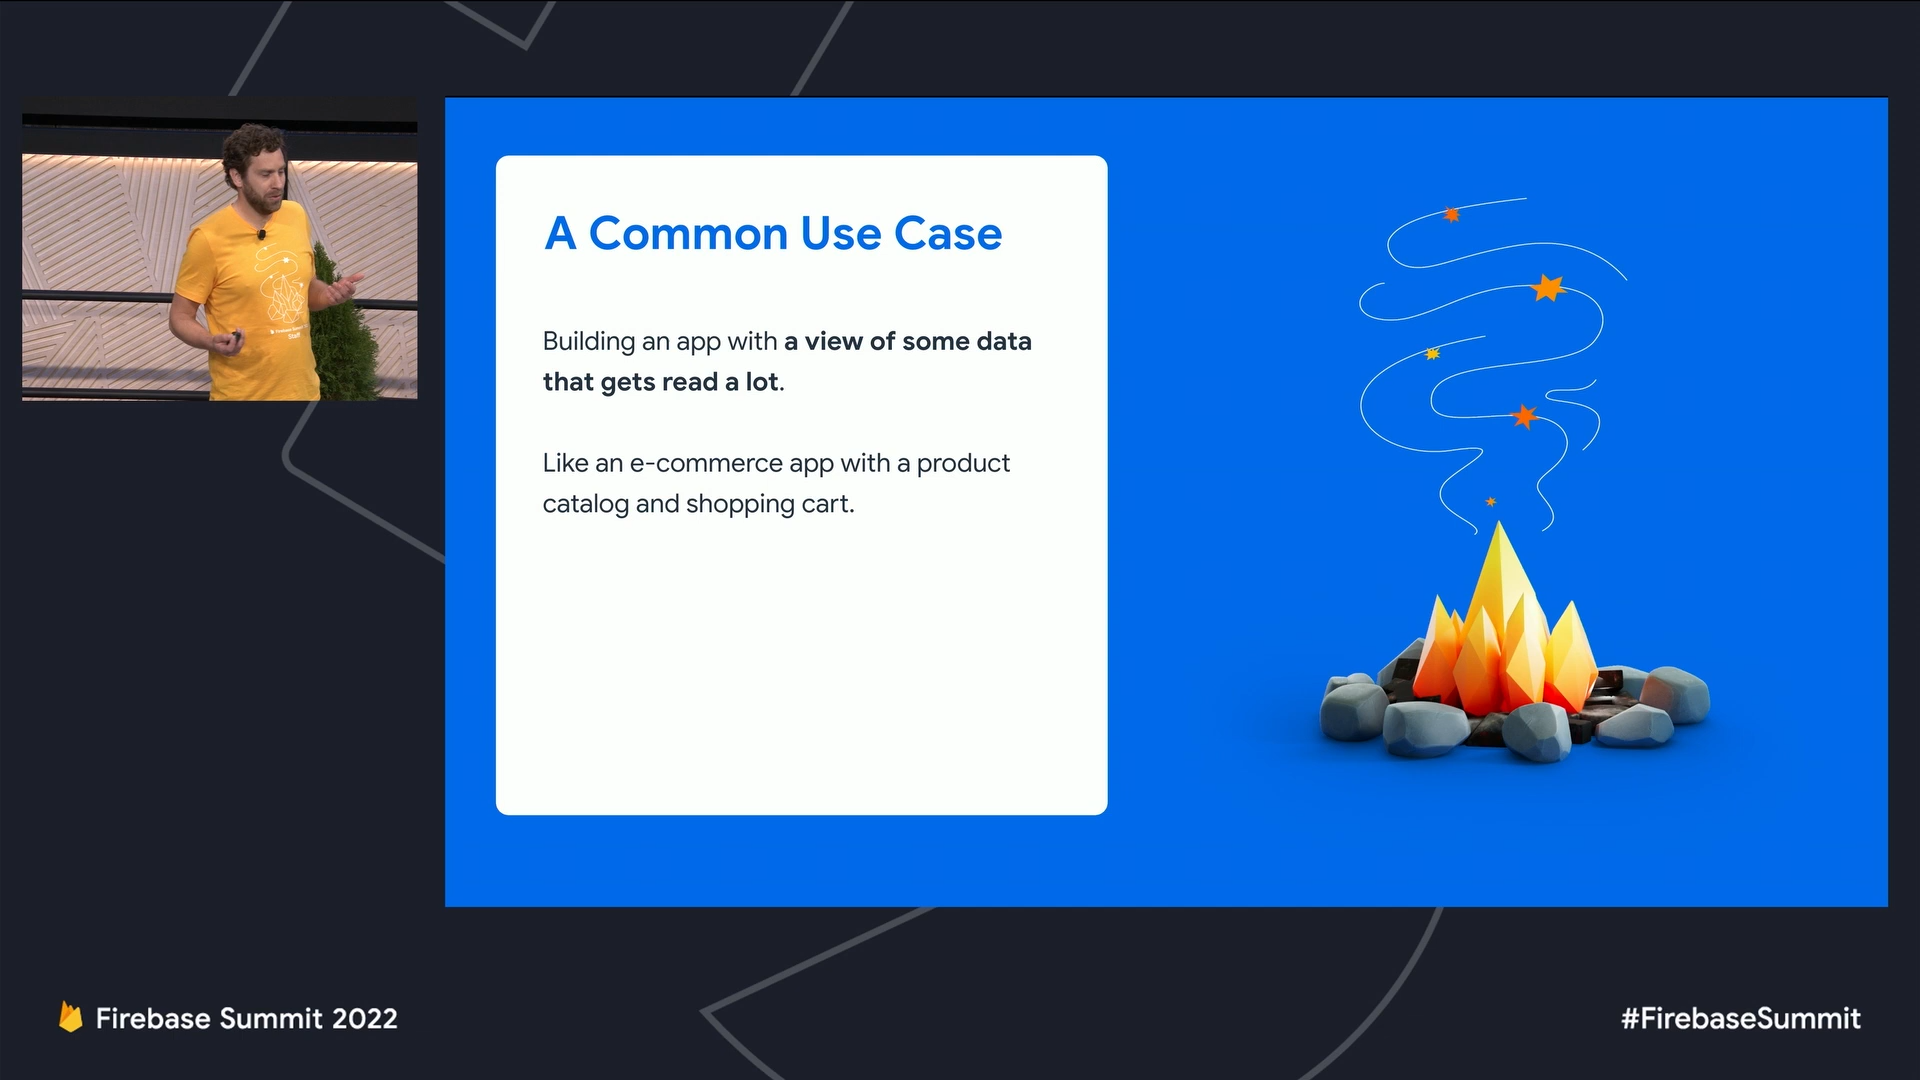 A Common Use Case
Building an app with a view of some data
that gets read a lot.
Like an e-commerce app with a product
catalog and shopping cart.
Firebase Summit 2022
#FirebaseSummit